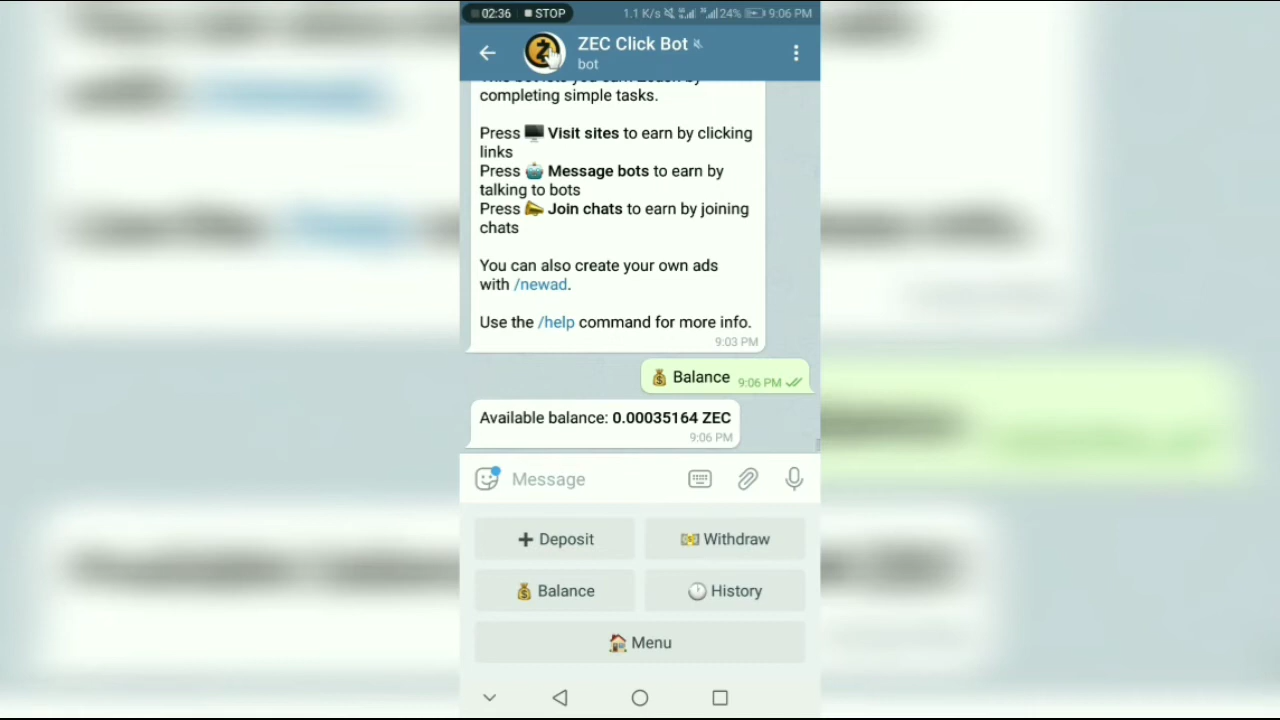 02:36 STOP 1.1 K/s 24% 9:06 PM
ZEC Click Bot
bot
completing simple tasks.
Press Visit sites to earn by clicking
links
Press Message bots to earn by
talking to bots
Press Join chats to earn by joining
chats
You can also create your own ads
with /newad.
Use the /help command for more info.
9:03 PM
Balance 9:06 PM
Available balance: 0.00035164 ZEC
9:06 PM
Message
Deposit Withdraw
Balance History
Menu